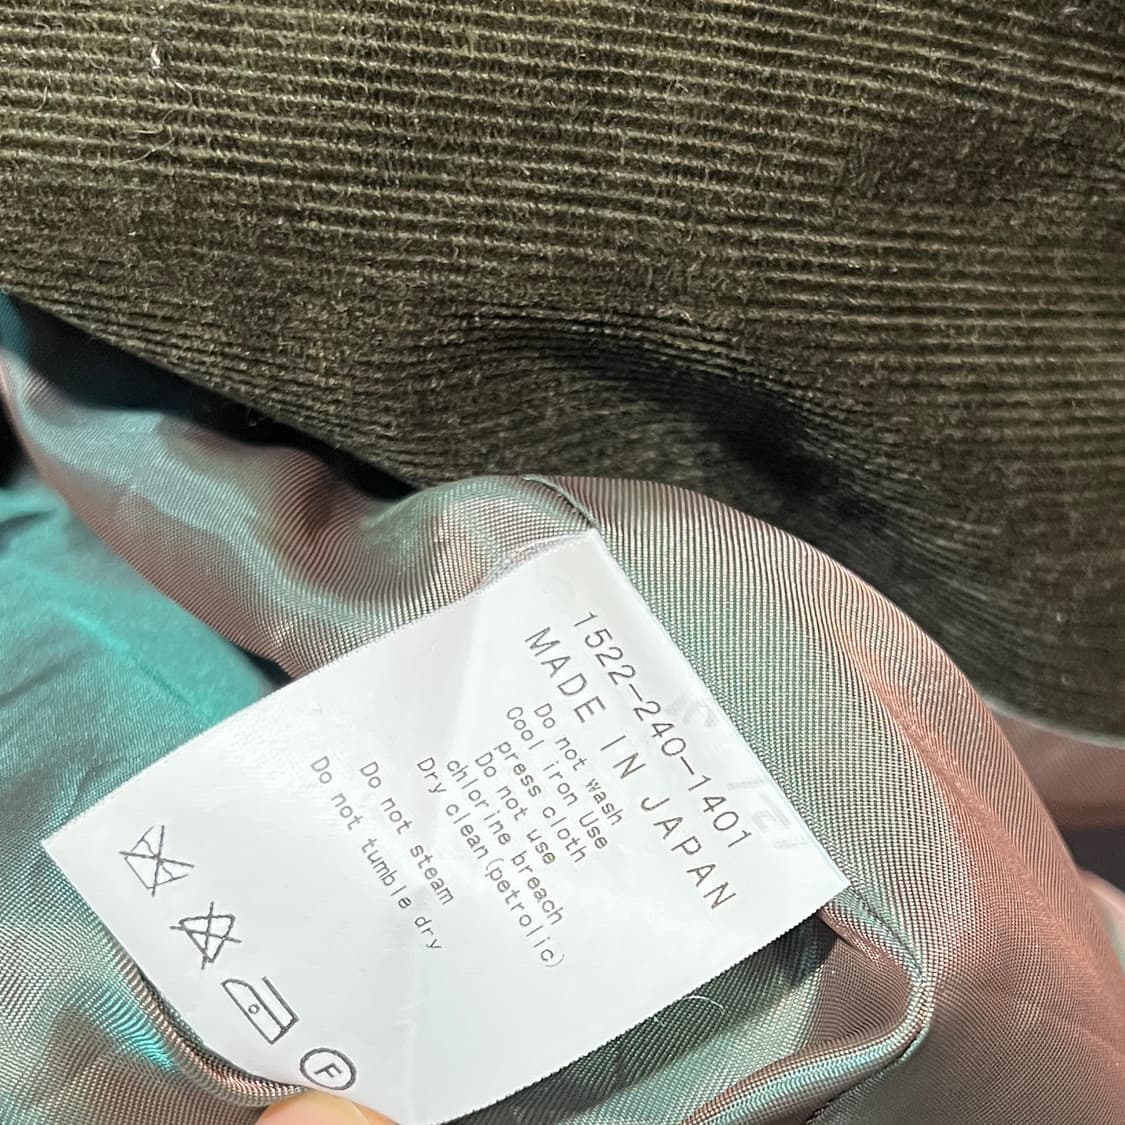 1522-240-1401
MADE IN JAPAN
Do not wash
Cool iron Use
press cloth
Do not use
chlorine breach
Dry clean(petrolic)
Do not steam
Do not tumble dry
F